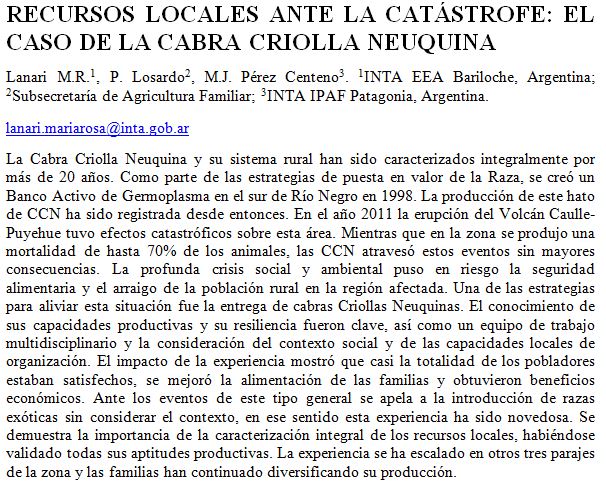 RECURSOS LOCALES ANTE LA CATÁSTROFE: EL
CASO DE LA CABRA CRIOLLA NEUQUINA
Lanari M.R.¹, P. Losardo², M.J. Pérez Centeno³. ¹INTA EEA Bariloche, Argentina;
²Subsecretaría de Agricultura Familiar; ³INTA IPAF Patagonia, Argentina.
lanari.mariarosa@inta.gob.ar
La Cabra Criolla Neuquina y su sistema rural han sido caracterizados integralmente por
más de 20 años. Como parte de las estrategias de puesta en valor de la Raza, se creó un
Banco Activo de Germoplasma en el sur de Río Negro en 1998. La producción de este hato
de CCN ha sido registrada desde entonces. En el año 2011 la erupción del Volcán Caulle-
Puyehue tuvo efectos catastróficos sobre esta área. Mientras que en la zona se produjo una
mortalidad de hasta 70% de los animales, las CCN atravesó estos eventos sin mayores
consecuencias. La profunda crisis social y ambiental puso en riesgo la seguridad
alimentaria y el arraigo de la población rural en la región afectada. Una de las estrategias
para aliviar esta situación fue la entrega de cabras Criollas Neuquinas. El conocimiento de
sus capacidades productivas y su resiliencia fueron clave, así como un equipo de trabajo
multidisciplinario y la consideración del contexto social y de las capacidades locales de
organización. El impacto de la experiencia mostró que casi la totalidad de los pobladores
estaban satisfechos, se mejoró la alimentación de las familias y obtuvieron beneficios
económicos. Ante los eventos de este tipo general se apela a la introducción de razas
exóticas sin considerar el contexto, en ese sentido esta experiencia ha sido novedosa. Se
demuestra la importancia de la caracterización integral de los recursos locales, habiéndose
validado todas sus aptitudes productivas. La experiencia se ha escalado en otros tres parajes
de la zona y las familias han continuado diversificando su producción.